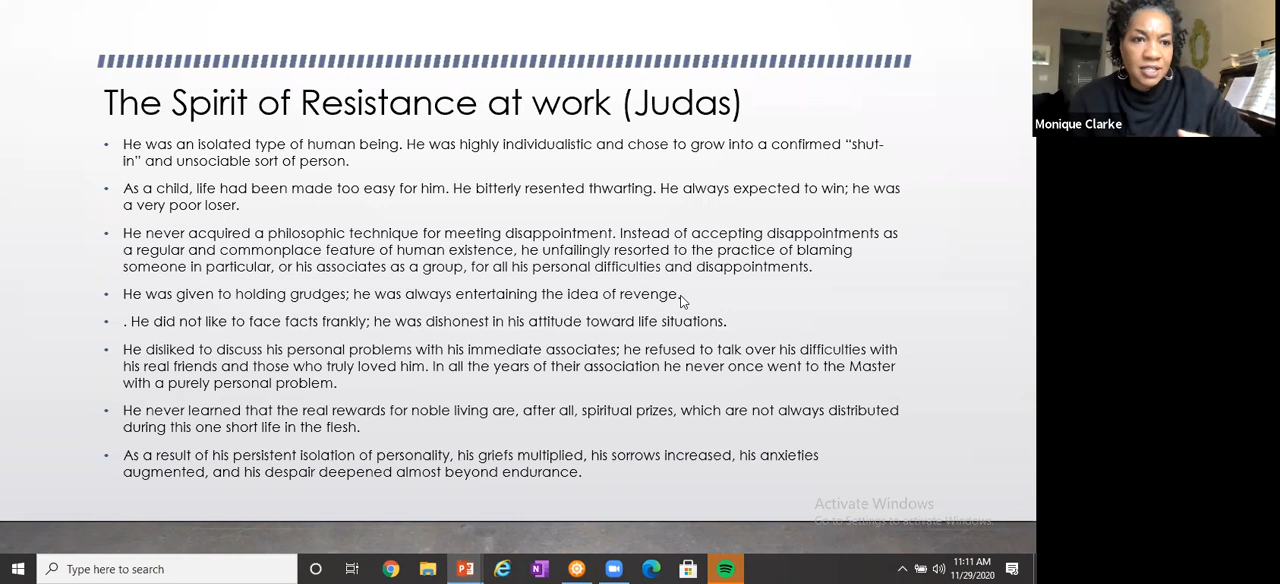 The Spirit of Resistance at work (Judas)
• He was an isolated type of human being. He was highly individualistic and chose to grow into a confirmed “shut-
in” and unsociable sort of person.
• As a child, life had been made too easy for him. He bitterly resented thwarting. He always expected to win; he was
a very poor loser.
• He never acquired a philosophic technique for meeting disappointment. Instead of accepting disappointments as
a regular and commonplace feature of human existence, he unfailingly resorted to the practice of blaming
someone in particular, or his associates as a group, for all his personal difficulties and disappointments.
• He was given to holding grudges; he was always entertaining the idea of revenge.
• . He did not like to face facts frankly; he was dishonest in his attitude toward life situations.
• He disliked to discuss his personal problems with his immediate associates; he refused to talk over his difficulties with
his real friends and those who truly loved him. In all the years of their association he never once went to the Master
with a purely personal problem.
• He never learned that the real rewards for noble living are, after all, spiritual prizes, which are not always distributed
during this one short life in the flesh.
• As a result of his persistent isolation of personality, his griefs multiplied, his sorrows increased, his anxieties
augmented, and his despair deepened almost beyond endurance.
Monique Clarke
Activate Windows
Go to Settings to activate Windows.
Type here to search
11:11 AM
11/29/2020